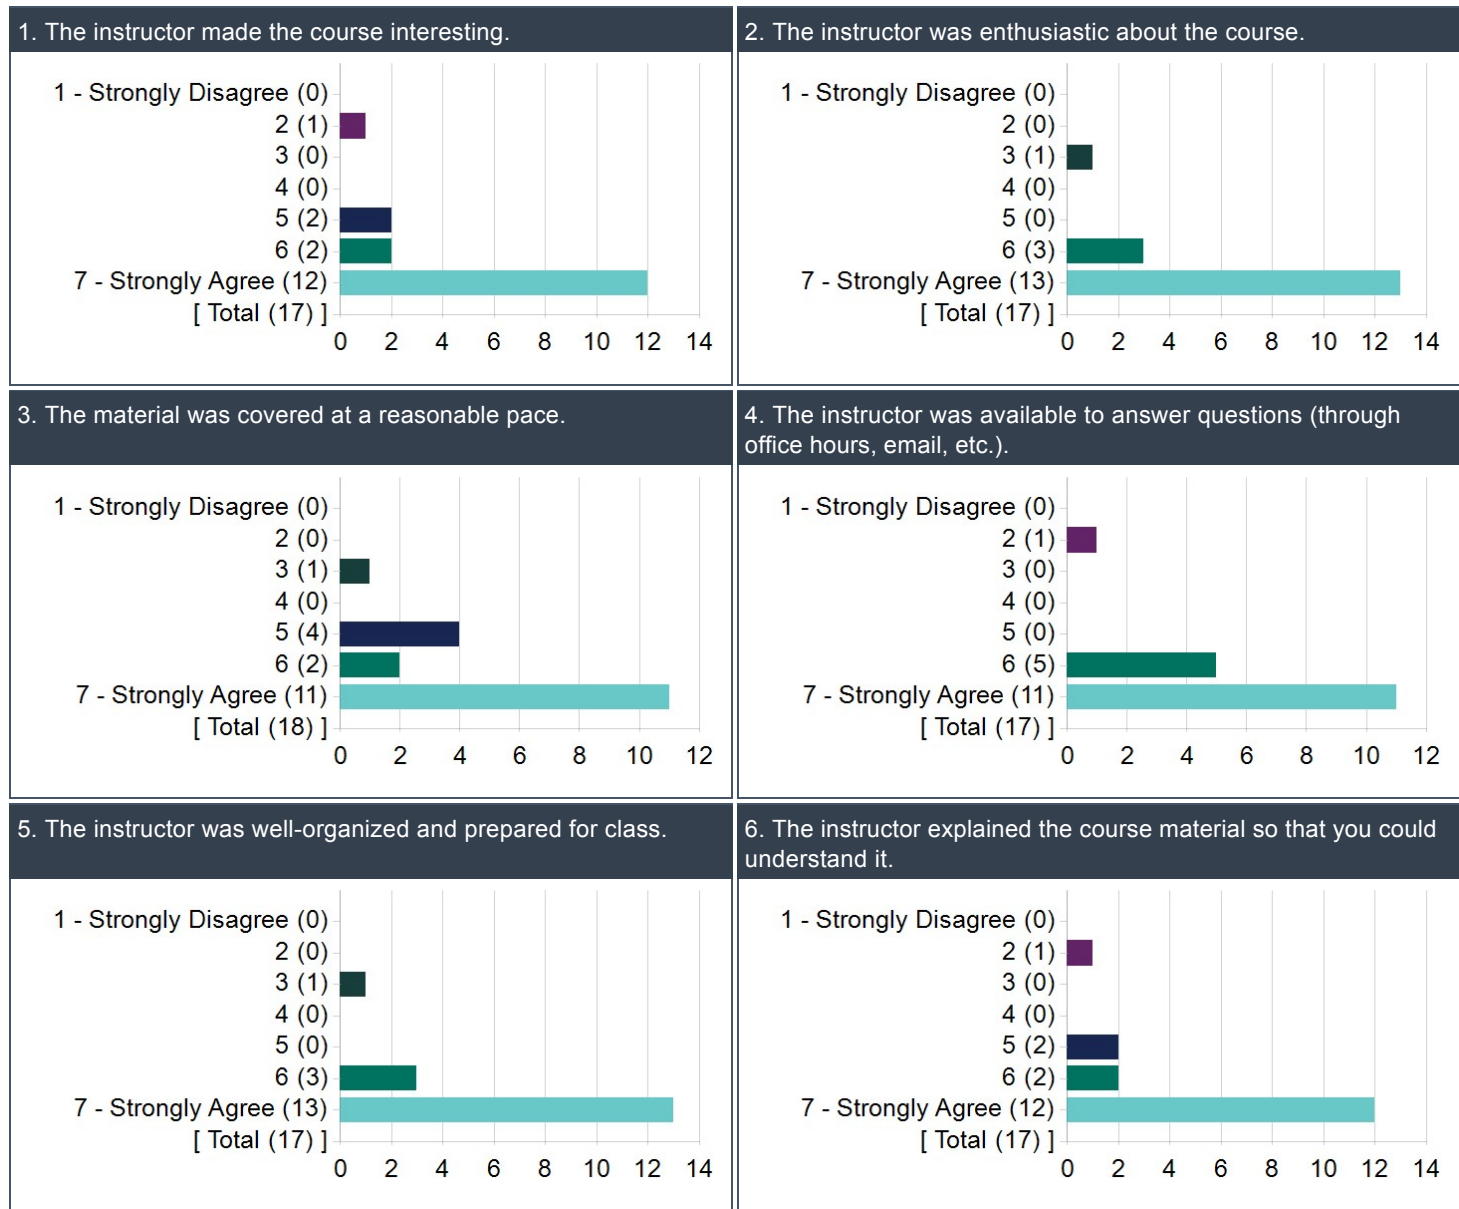 1. The instructor made the course interesting.
1 - Strongly Disagree (0)
2 (1)
3 (0)
4 (0)
5 (2)
6 (2)
7 - Strongly Agree (12)
[ Total (17) ]
0 2 4 6 8 10 12 14
2. The instructor was enthusiastic about the course.
1 - Strongly Disagree (0)
2 (0)
3 (1)
4 (0)
5 (0)
6 (3)
7 - Strongly Agree (13)
[ Total (17) ]
0 2 4 6 8 10 12 14
3. The material was covered at a reasonable pace.
1 - Strongly Disagree (0)
2 (0)
3 (1)
4 (0)
5 (4)
6 (2)
7 - Strongly Agree (11)
[ Total (18) ]
0 2 4 6 8 10 12
4. The instructor was available to answer questions (through
office hours, email, etc.).
1 - Strongly Disagree (0)
2 (1)
3 (0)
4 (0)
5 (0)
6 (5)
7 - Strongly Agree (11)
[ Total (17) ]
0 2 4 6 8 10 12
5. The instructor was well-organized and prepared for class.
1 - Strongly Disagree (0)
2 (0)
3 (1)
4 (0)
5 (0)
6 (3)
7 - Strongly Agree (13)
[ Total (17) ]
0 2 4 6 8 10 12 14
6. The instructor explained the course material so that you could
understand it.
1 - Strongly Disagree (0)
2 (1)
3 (0)
4 (0)
5 (2)
6 (2)
7 - Strongly Agree (12)
[ Total (17) ]
0 2 4 6 8 10 12 14